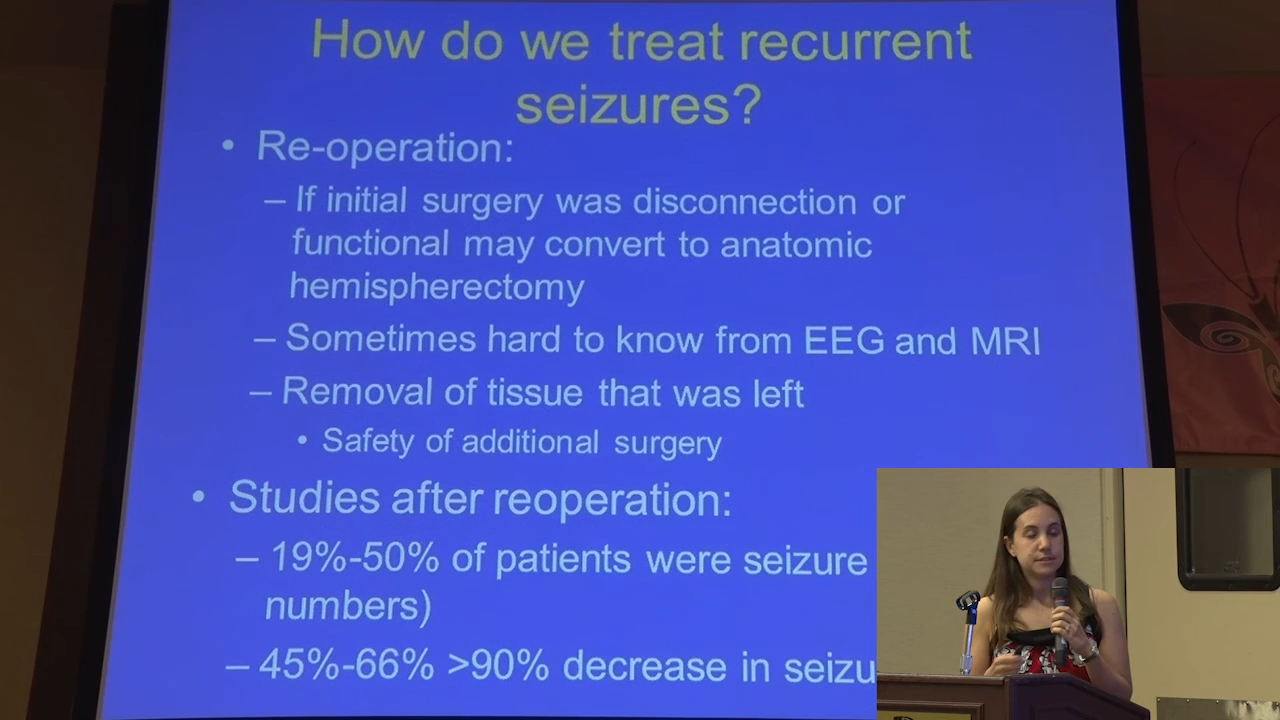 How do we treat recurrent
seizures?
• Re-operation:
– If initial surgery was disconnection or
functional may convert to anatomic
hemispherectomy
– Sometimes hard to know from EEG and MRI
– Removal of tissue that was left
• Safety of additional surgery
• Studies after reoperation:
– 19%-50% of patients were seizure
numbers)
– 45%-66% >90% decrease in seizu